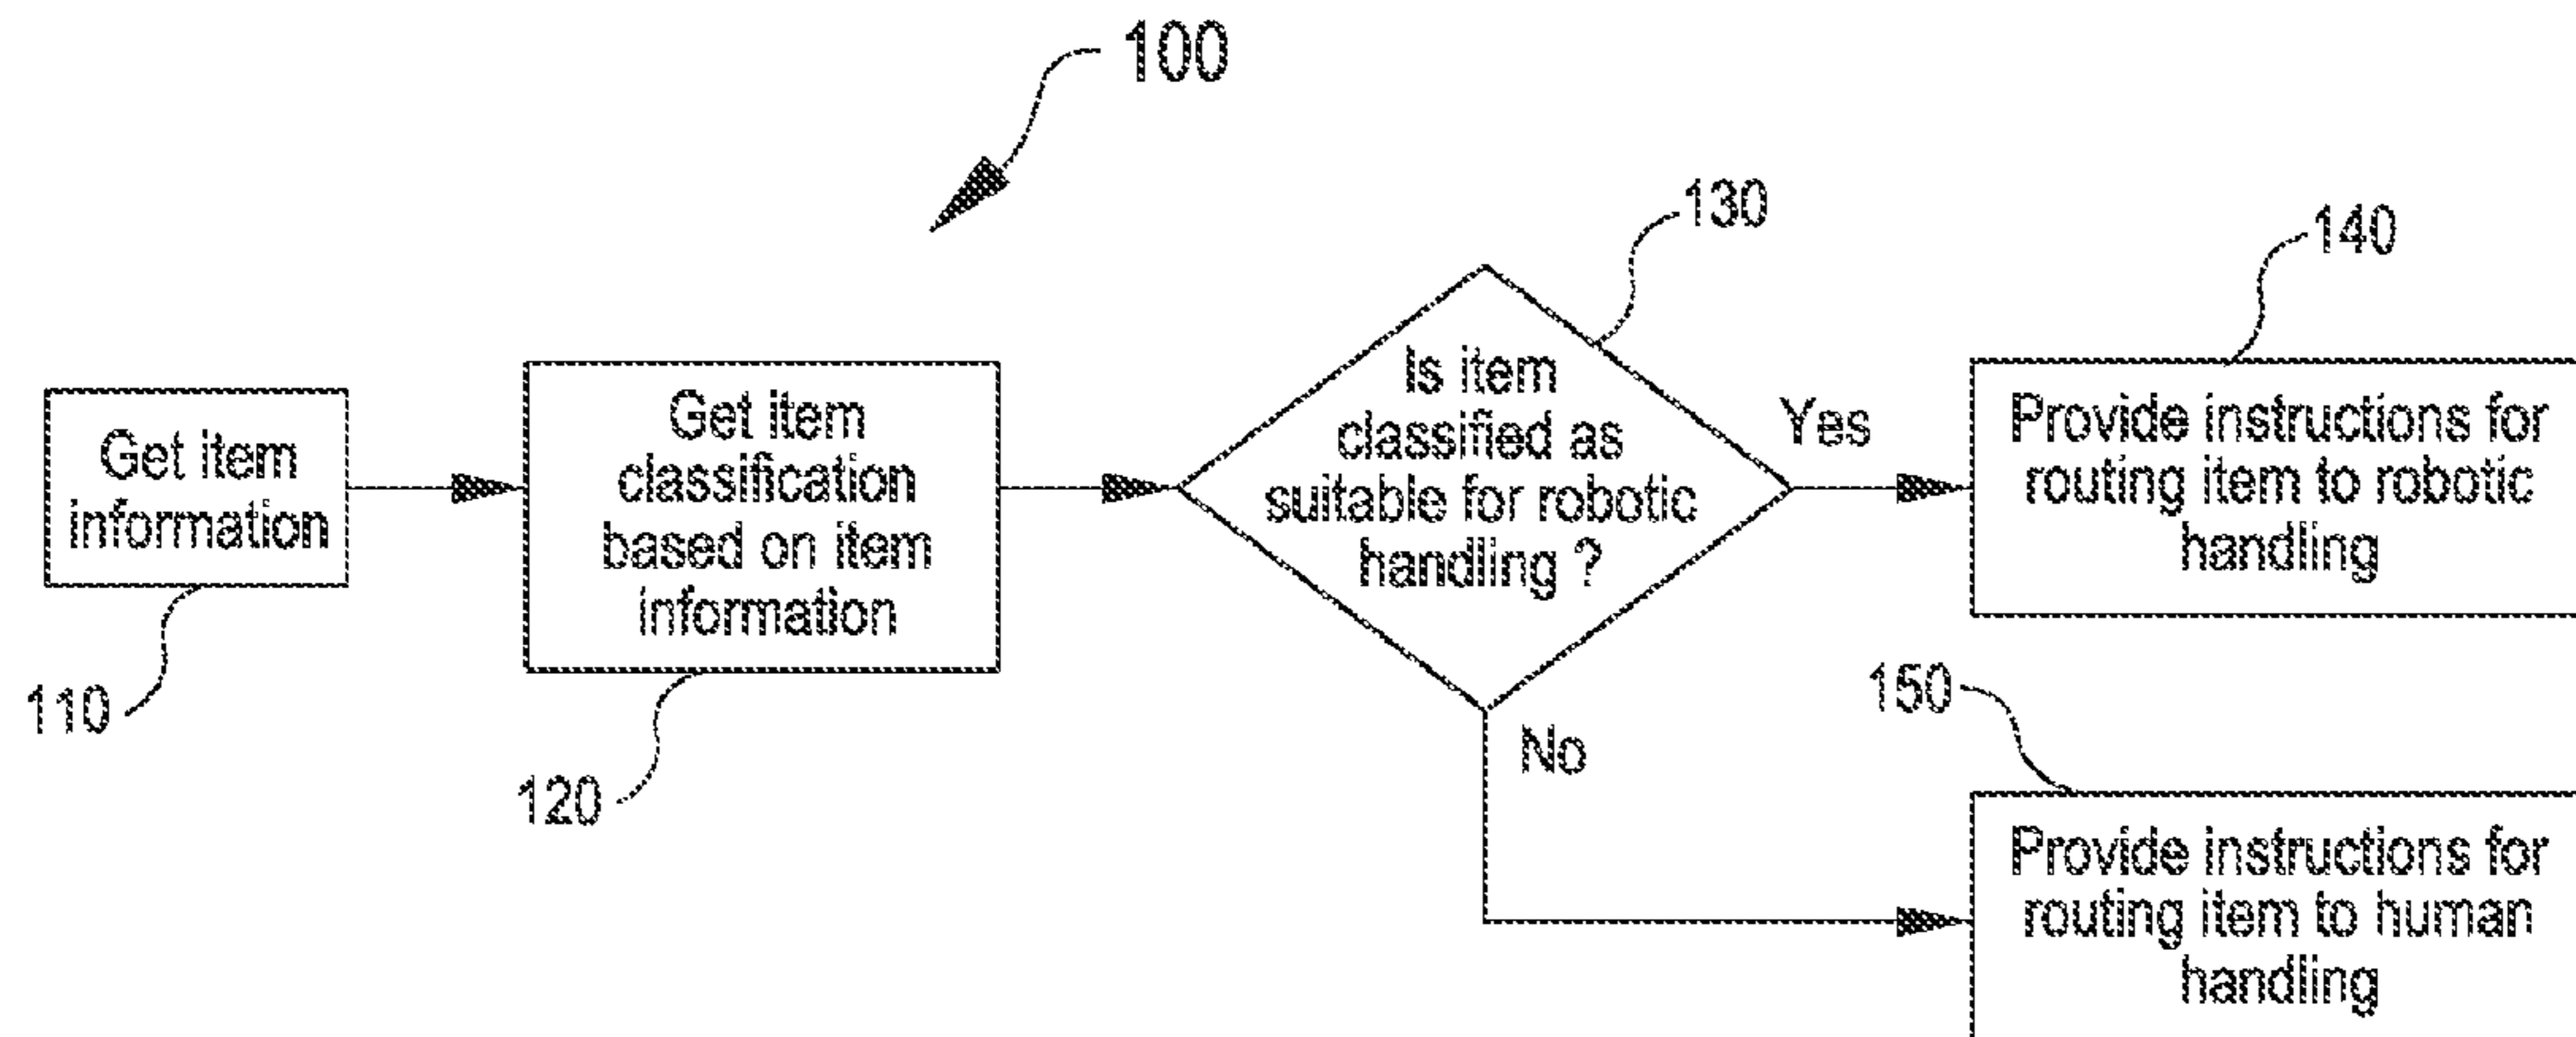 100
130
140
Get item
information
110
Get item
classification
based on item
information
120
Is item
classified as
suitable for robotic
handling ?
Yes
No
Provide instructions for
routing item to robotic
handling
150
Provide instructions for
routing item to human
handling